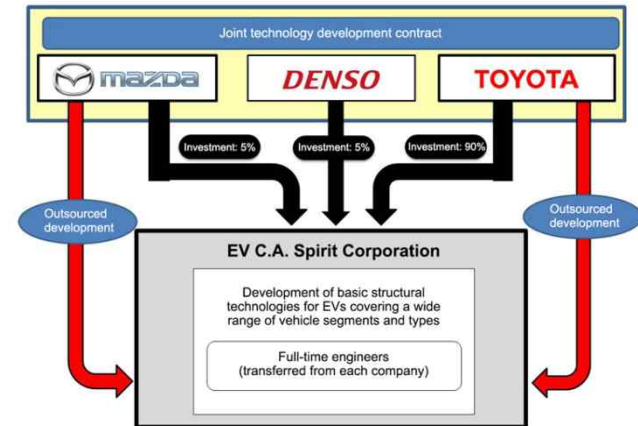 Joint technology development contract
mazda
DENSO
TOYOTA
Investment: 5%
Investment: 5%
Investment: 90%
Outsourced
development
Outsourced
development
EV C.A. Spirit Corporation
Development of basic structural
technologies for EVs covering a wide
range of vehicle segments and types
Full-time engineers
(transferred from each company)